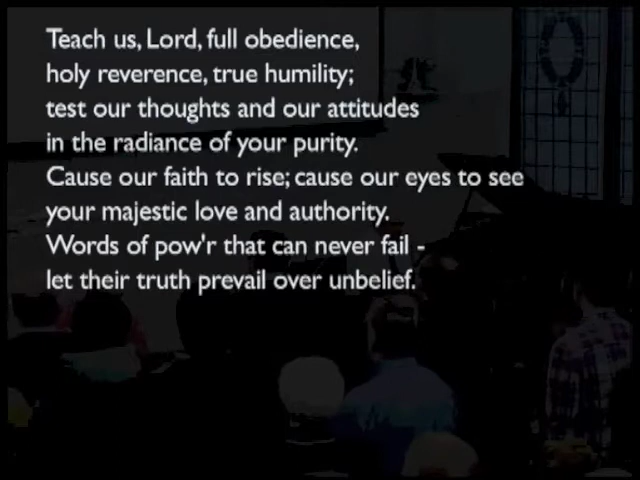 Teach us, Lord, full obedience,
holy reverence, true humility;
test our thoughts and our attitudes
in the radiance of your purity.
Cause our faith to rise; cause our eyes to see
your majestic love and authority.
Words of pow'r that can never fail -
let their truth prevail over unbelief.